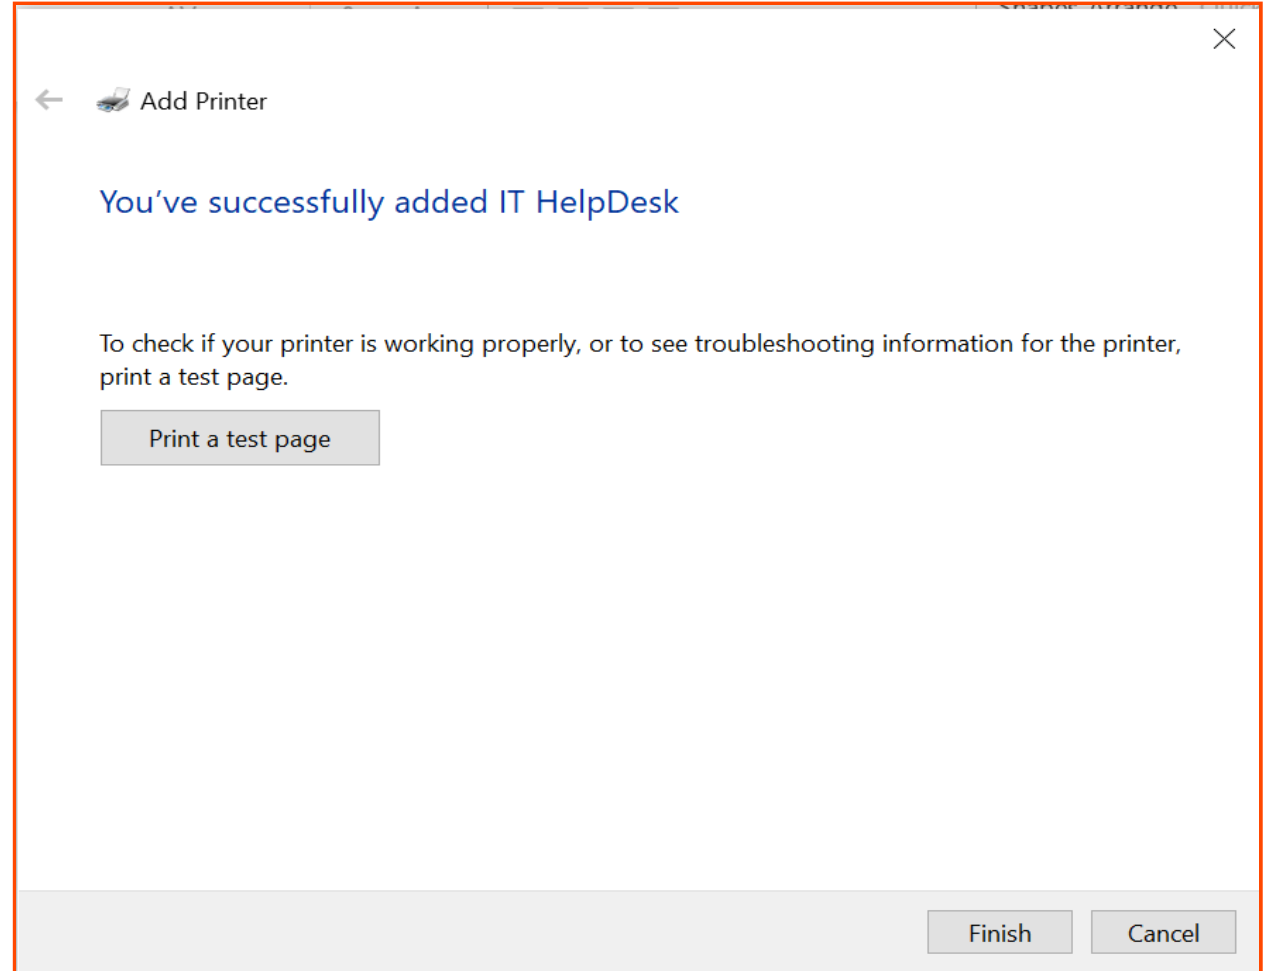 Add Printer
You’ve successfully added IT HelpDesk
To check if your printer is working properly, or to see troubleshooting information for the printer,
print a test page.
Print a test page
Finish
Cancel